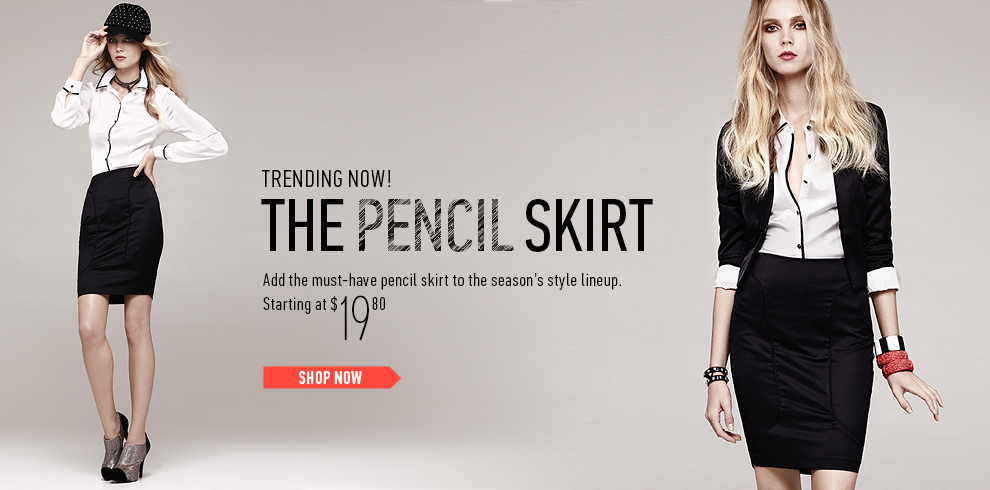 TRENDING NOW!
THE PENCIL SKIRT
Add the must-have pencil skirt to the season's style lineup.
Starting at $19 80
SHOP NOW